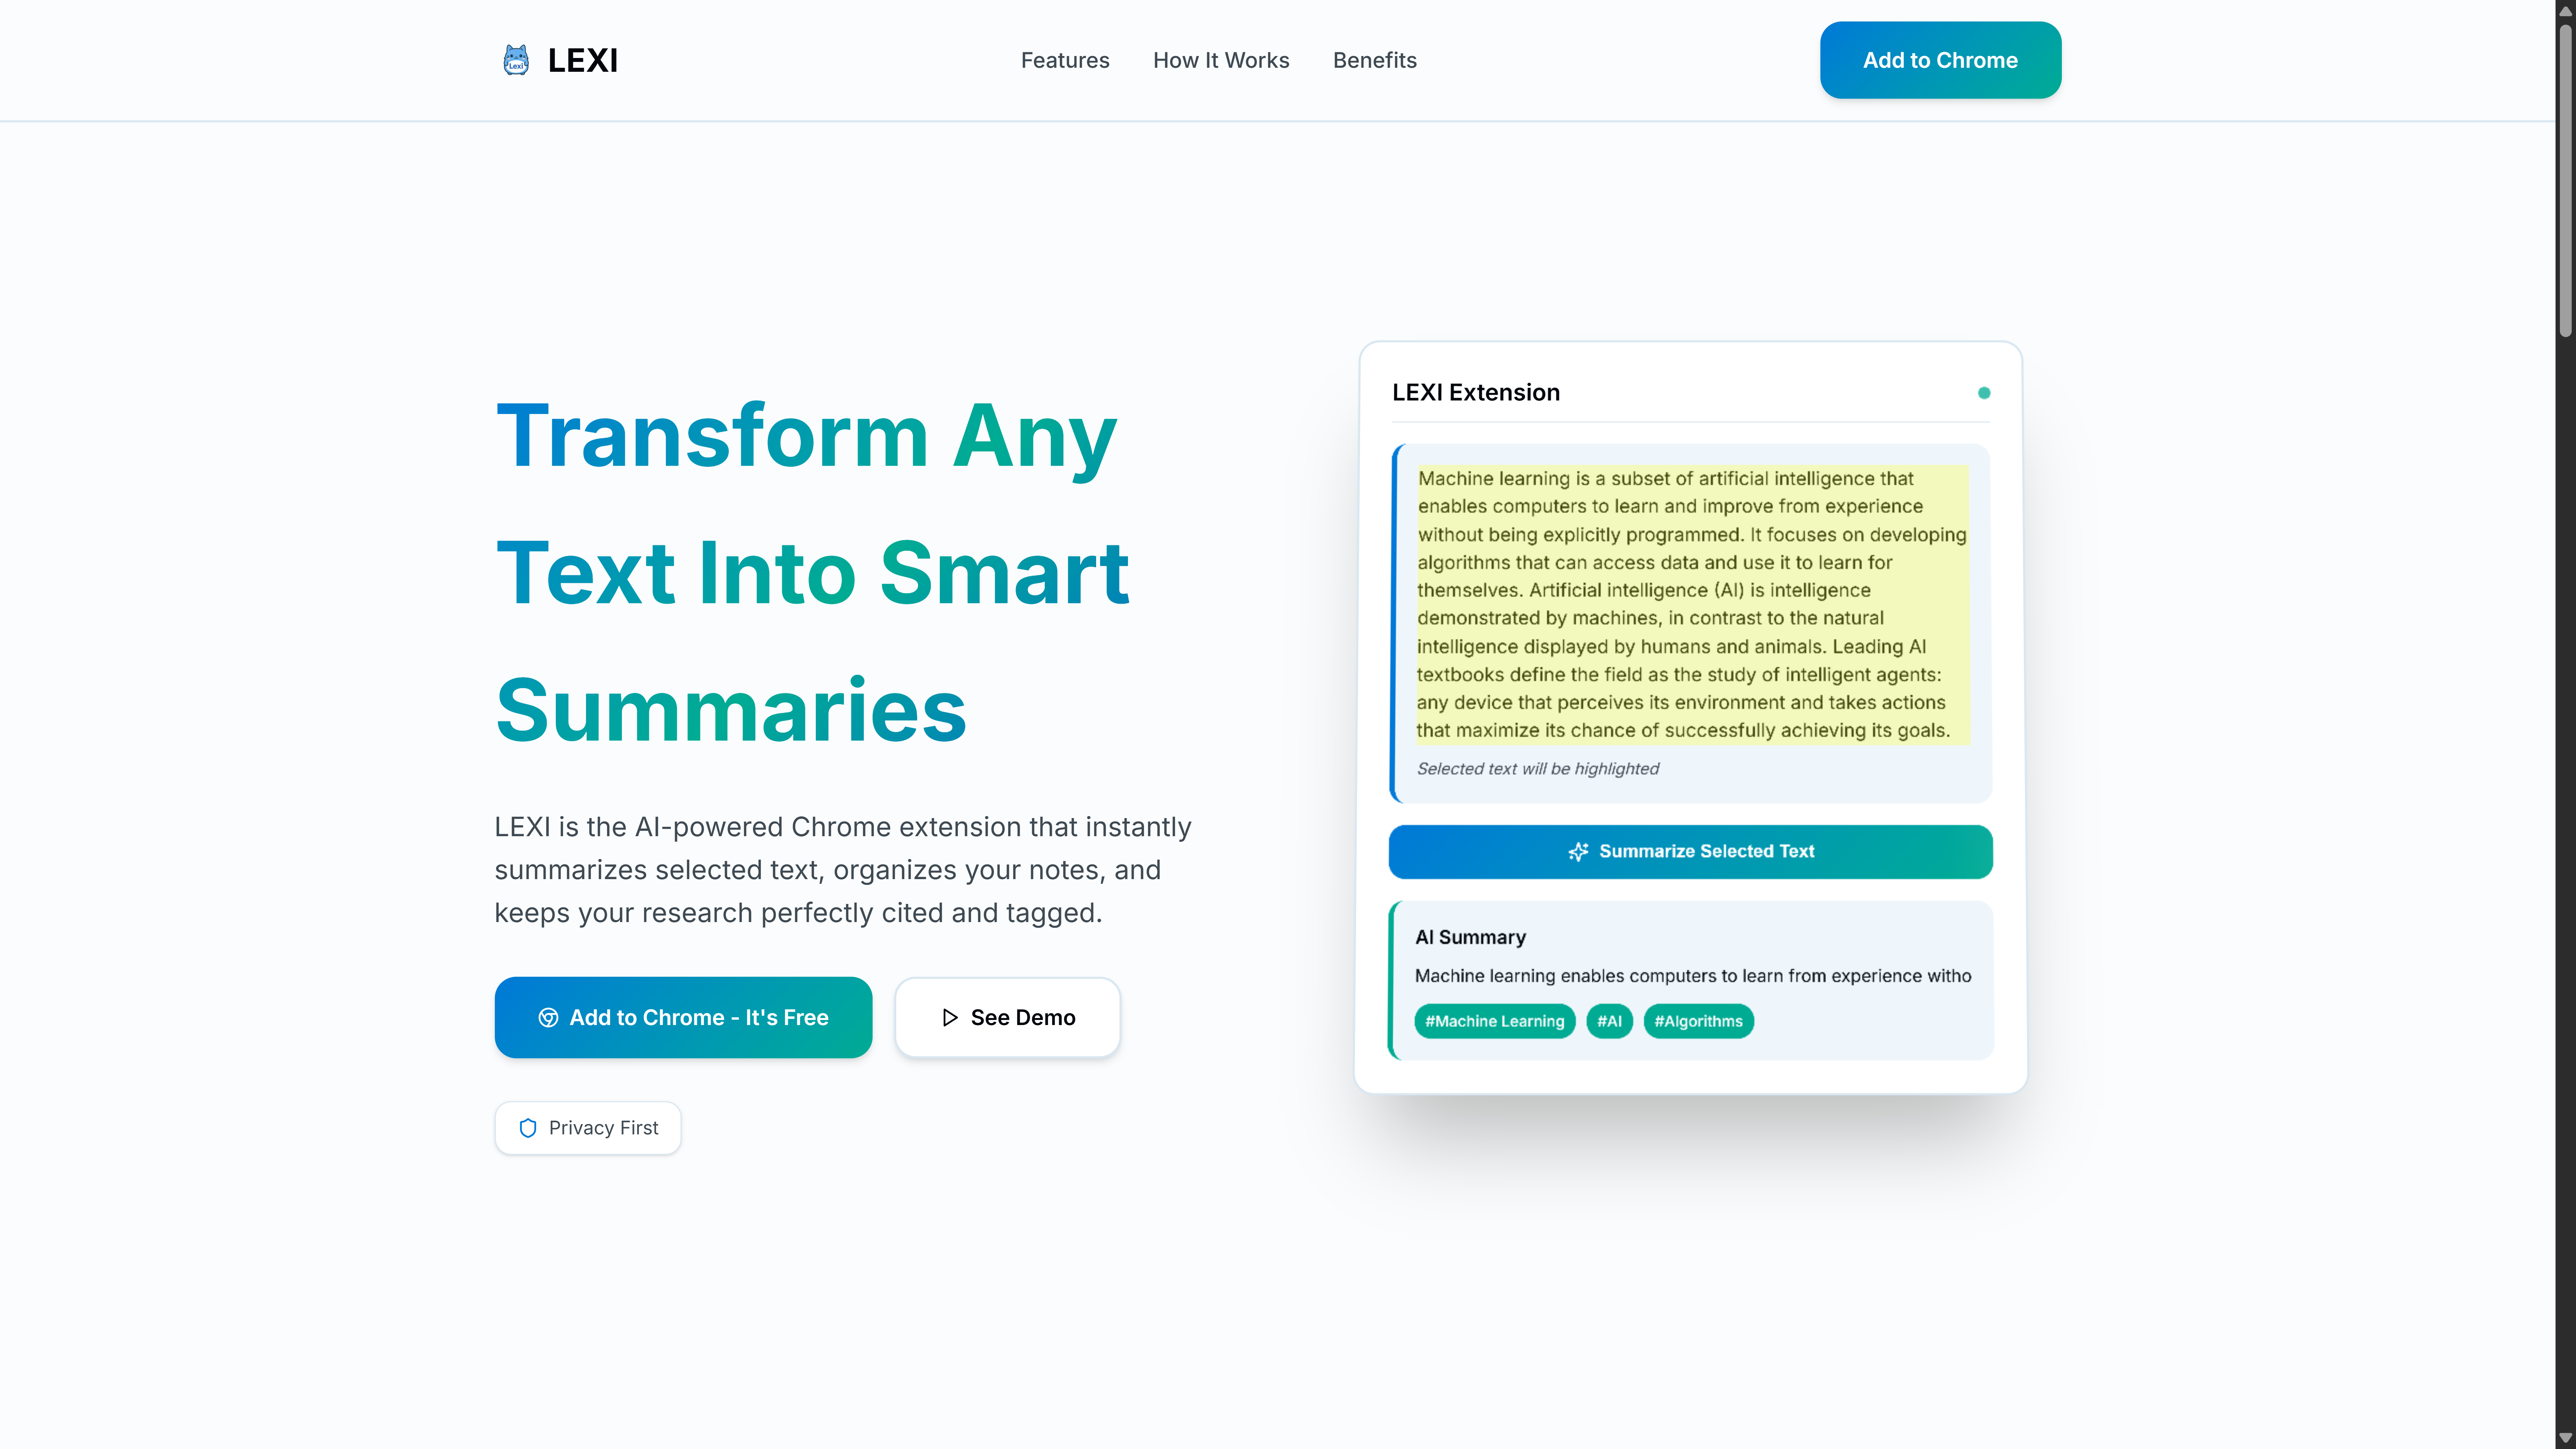 Lexi
LEXI
Features
How It Works
Benefits
Add to Chrome
Transform Any
Text Into Smart
Summaries
LEXI is the AI-powered Chrome extension that instantly
summarizes selected text, organizes your notes, and
keeps your research perfectly cited and tagged.
Add to Chrome - It's Free
See Demo
Privacy First
LEXI Extension
Machine learning is a subset of artificial intelligence that
enables computers to learn and improve from experience
without being explicitly programmed. It focuses on developing
algorithms that can access data and use it to learn for
themselves. Artificial intelligence (AI) is intelligence
demonstrated by machines, in contrast to the natural
intelligence displayed by humans and animals. Leading AI
textbooks define the field as the study of intelligent agents:
any device that perceives its environment and takes actions
that maximize its chance of successfully achieving its goals.
Selected text will be highlighted
Summarize Selected Text
AI Summary
Machine learning enables computers to learn from experience witho
#Machine Learning
#AI
#Algorithms